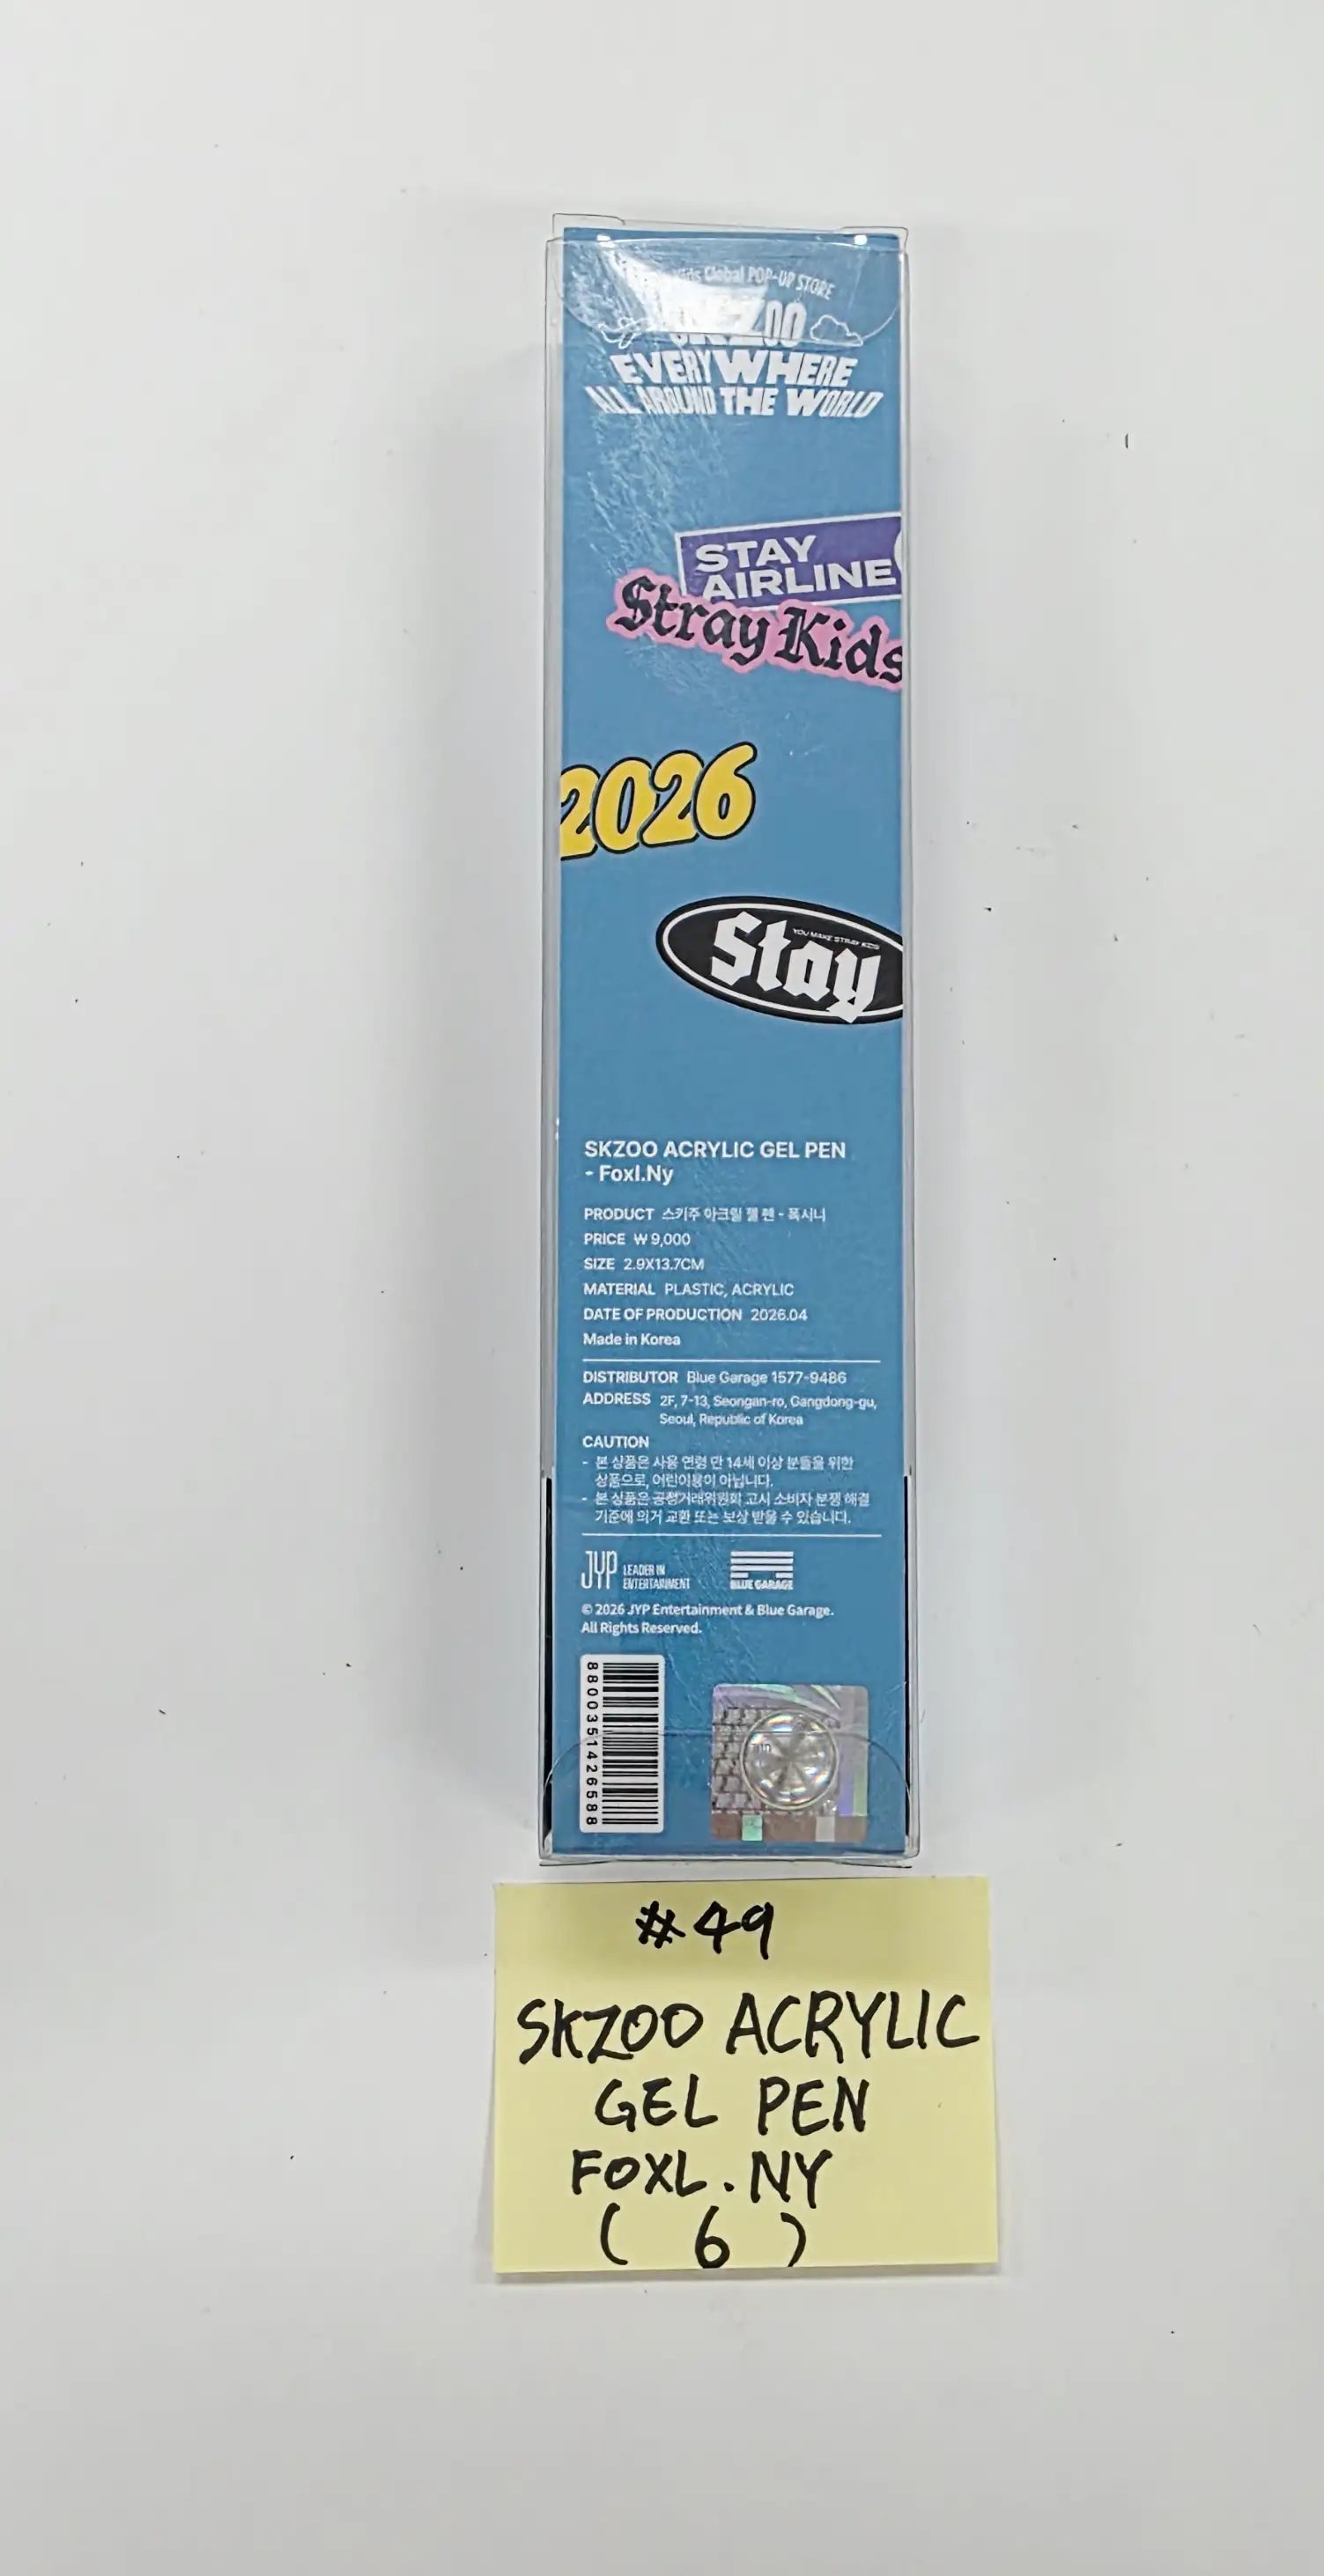 Kids Global POP-UP STORE
SKZOO
EVERYWHERE
ALL AROUND THE WORLD
STAY
AIRLINE
Stray Kids
2026
YOU MAKE STRAY KIDS
Stay
SKZOO ACRYLIC GEL PEN
- FoxI.Ny
PRODUCT 스키주 아크릴 젤 펜 - 폭시니
PRICE ₩ 9,000
SIZE 2.9X13.7CM
MATERIAL PLASTIC, ACRYLIC
DATE OF PRODUCTION 2026.04
Made in Korea
DISTRIBUTOR Blue Garage 1577-9486
ADDRESS 2F, 7-13, Seongan-ro, Gangdong-gu,
Seoul, Republic of Korea
CAUTION
- 본 상품은 사용 연령 만 14세 이상 분들을 위한
상품으로, 어린이용이 아닙니다.
- 본 상품은 공정거래위원회 고시 소비자 분쟁 해결
기준에 의거 교환 또는 보상 받을 수 있습니다.
JYP LEADER IN
ENTERTAINMENT
BLUE GARAGE
© 2026 JYP Entertainment & Blue Garage.
All Rights Reserved.
8800351426588
#49
SKZOO ACRYLIC
GEL PEN
FOXL.NY
( 6 )